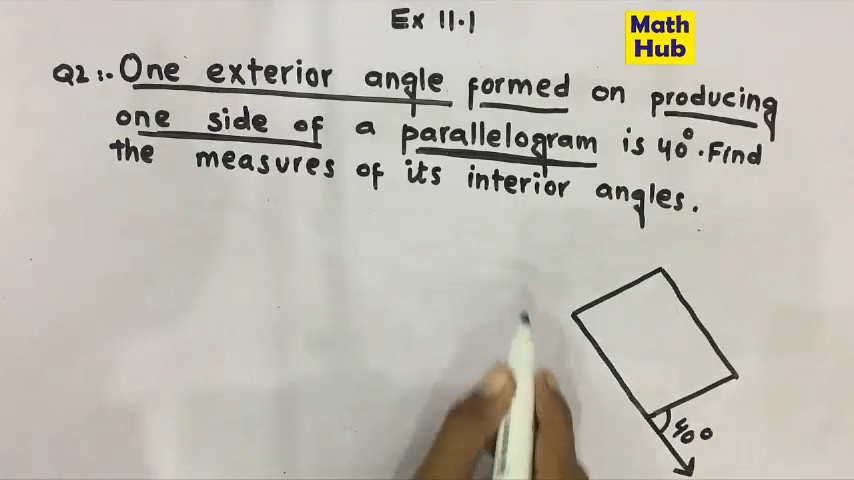 Ex 11.1
Math
Hub
Q2:- One exterior angle formed on producing
one side of a parallelogram is 40°. Find
the measures of its interior angles.
40°